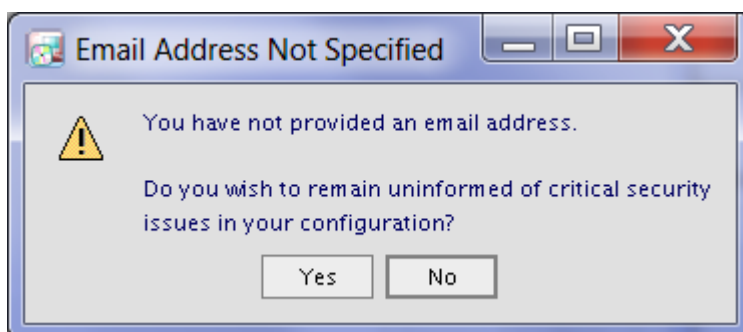 Email Address Not Specified
You have not provided an email address.
Do you wish to remain uninformed of critical security
issues in your configuration?
Yes No